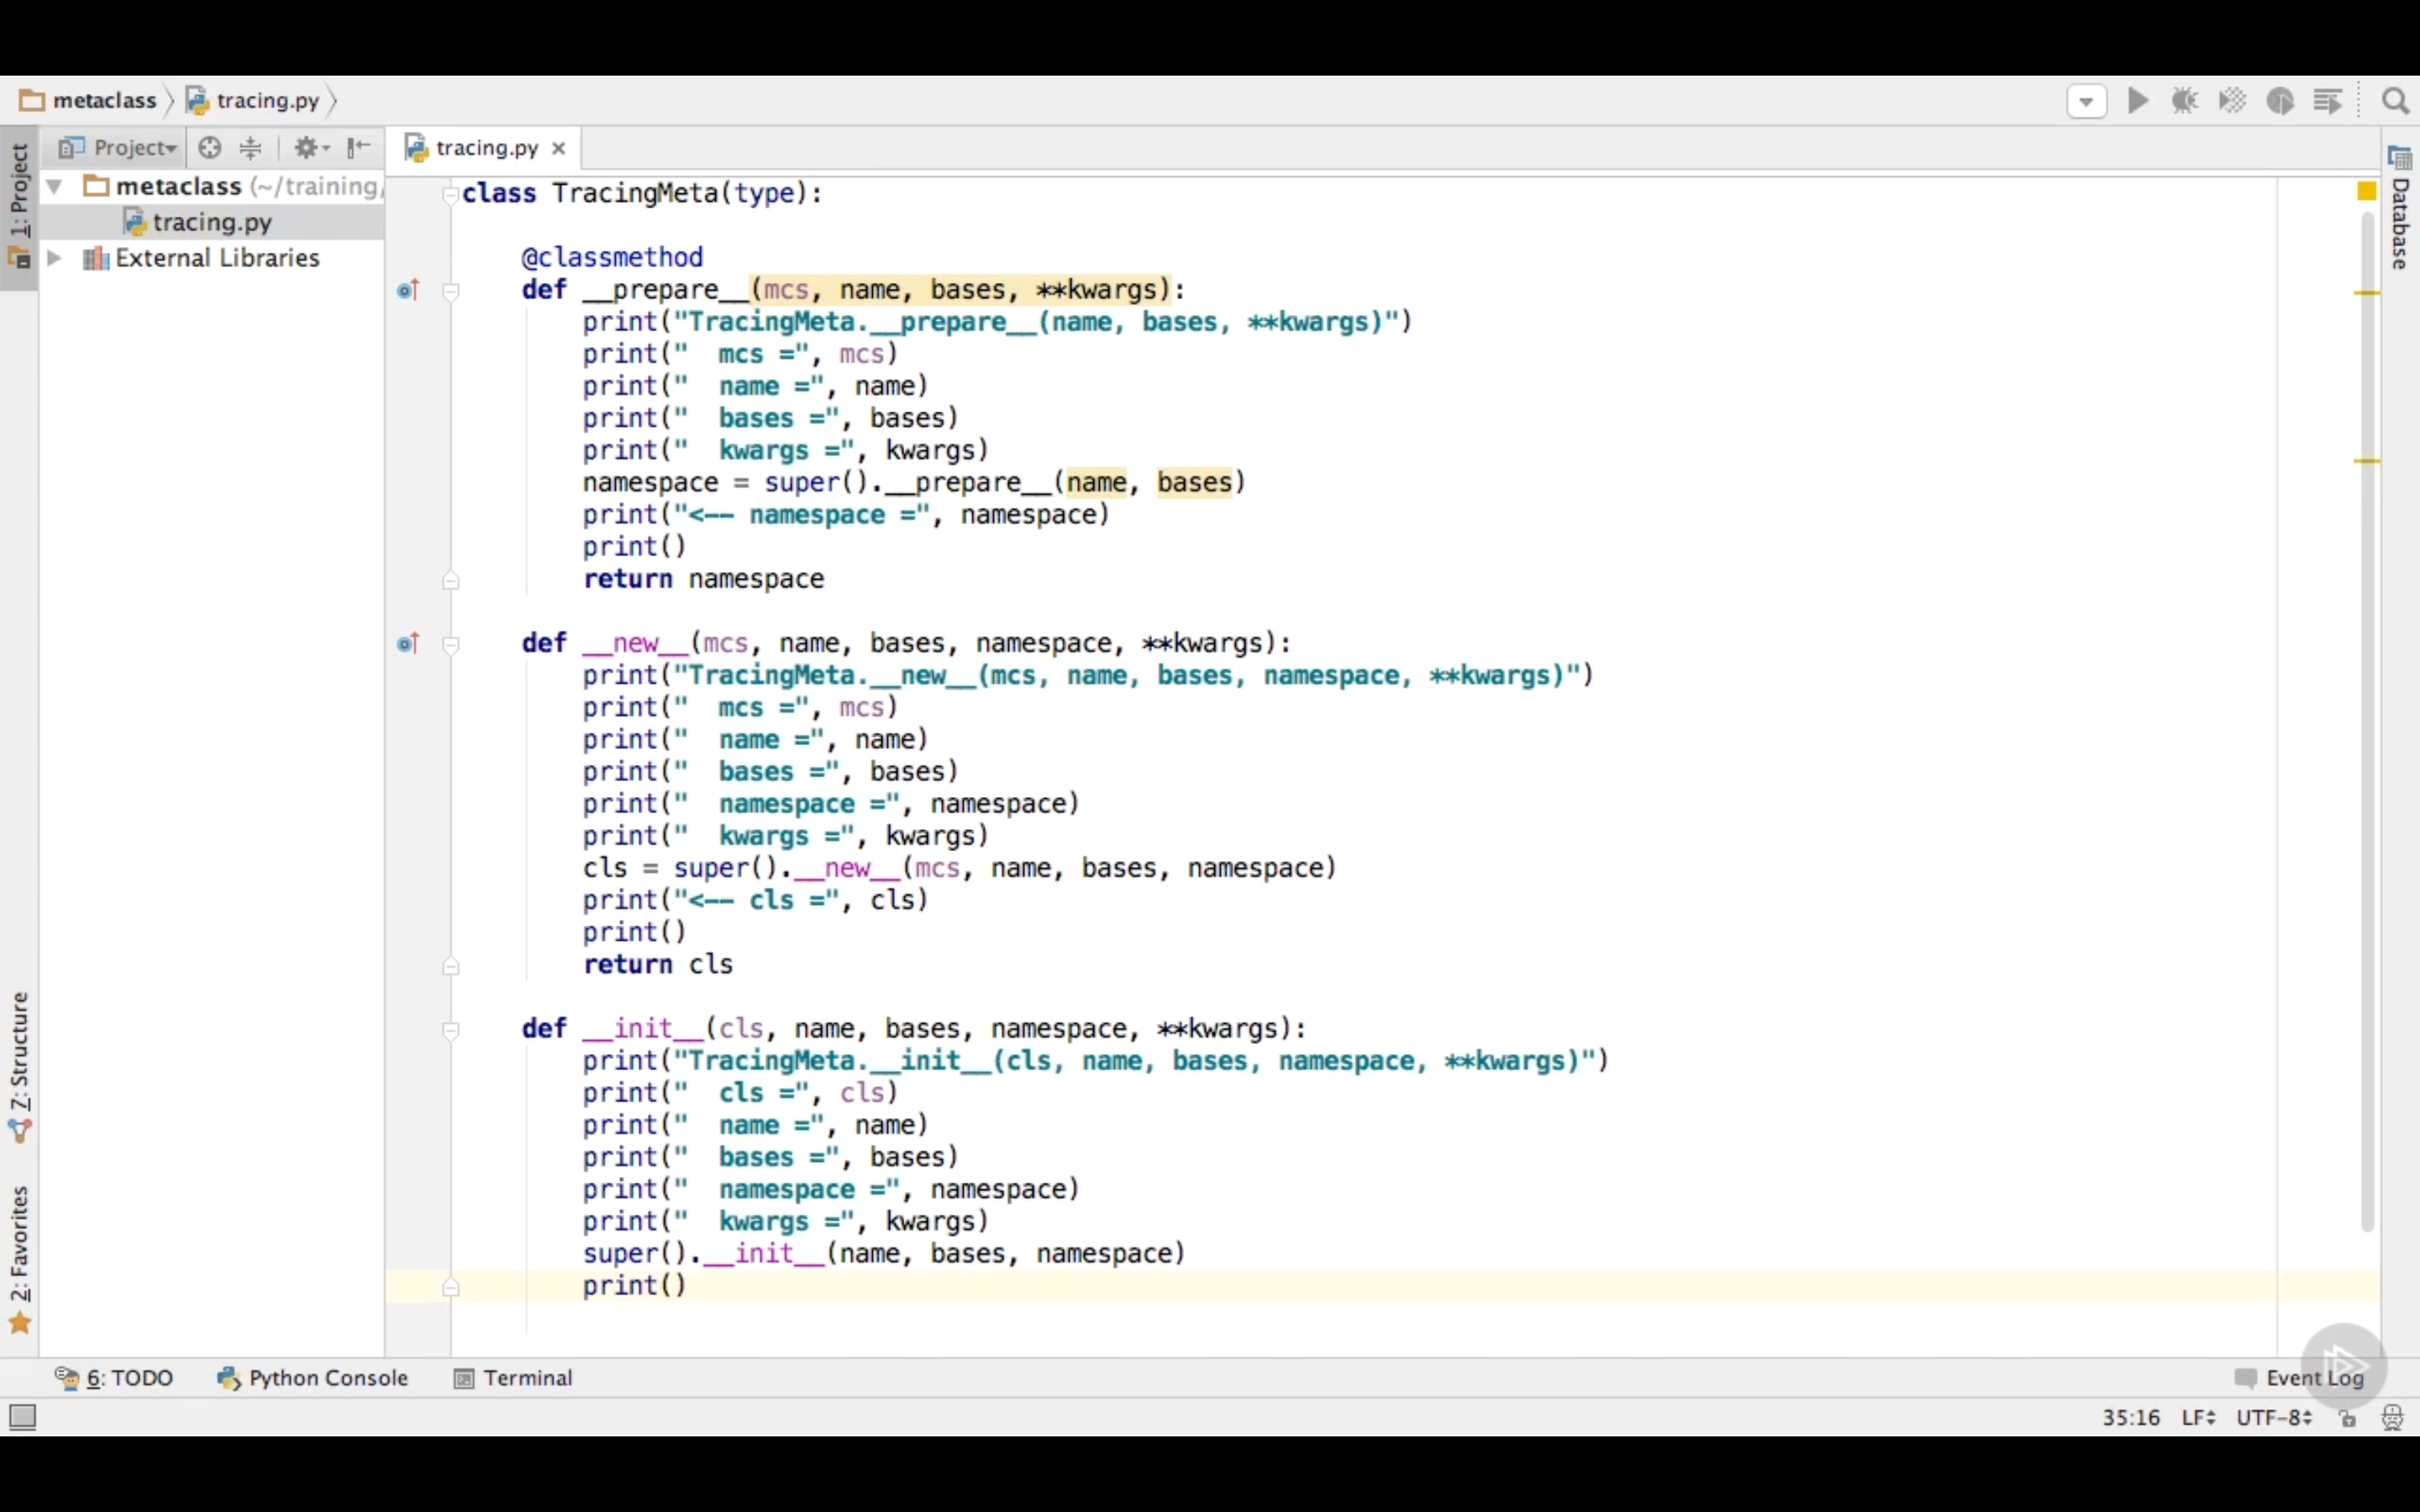 metaclass tracing.py
1: Project
Project
tracing.py
metaclass (~/training/
tracing.py
External Libraries
Database
class TracingMeta(type):
    @classmethod
    def __prepare__(mcs, name, bases, **kwargs):
        print("TracingMeta.__prepare__(name, bases, **kwargs)")
        print("  mcs =", mcs)
        print("  name =", name)
        print("  bases =", bases)
        print("  kwargs =", kwargs)
        namespace = super().__prepare__(name, bases)
        print("<-- namespace =", namespace)
        print()
        return namespace
    def __new__(mcs, name, bases, namespace, **kwargs):
        print("TracingMeta.__new__(mcs, name, bases, namespace, **kwargs)")
        print("  mcs =", mcs)
        print("  name =", name)
        print("  bases =", bases)
        print("  namespace =", namespace)
        print("  kwargs =", kwargs)
        cls = super().__new__(mcs, name, bases, namespace)
        print("<-- cls =", cls)
        print()
        return cls
    def __init__(cls, name, bases, namespace, **kwargs):
        print("TracingMeta.__init__(cls, name, bases, namespace, **kwargs)")
        print("  cls =", cls)
        print("  name =", name)
        print("  bases =", bases)
        print("  namespace =", namespace)
        print("  kwargs =", kwargs)
        super().__init__(name, bases, namespace)
        print()
7: Structure
2: Favorites
6: TODO Python Console Terminal Event Log
35:16 LF UTF-8